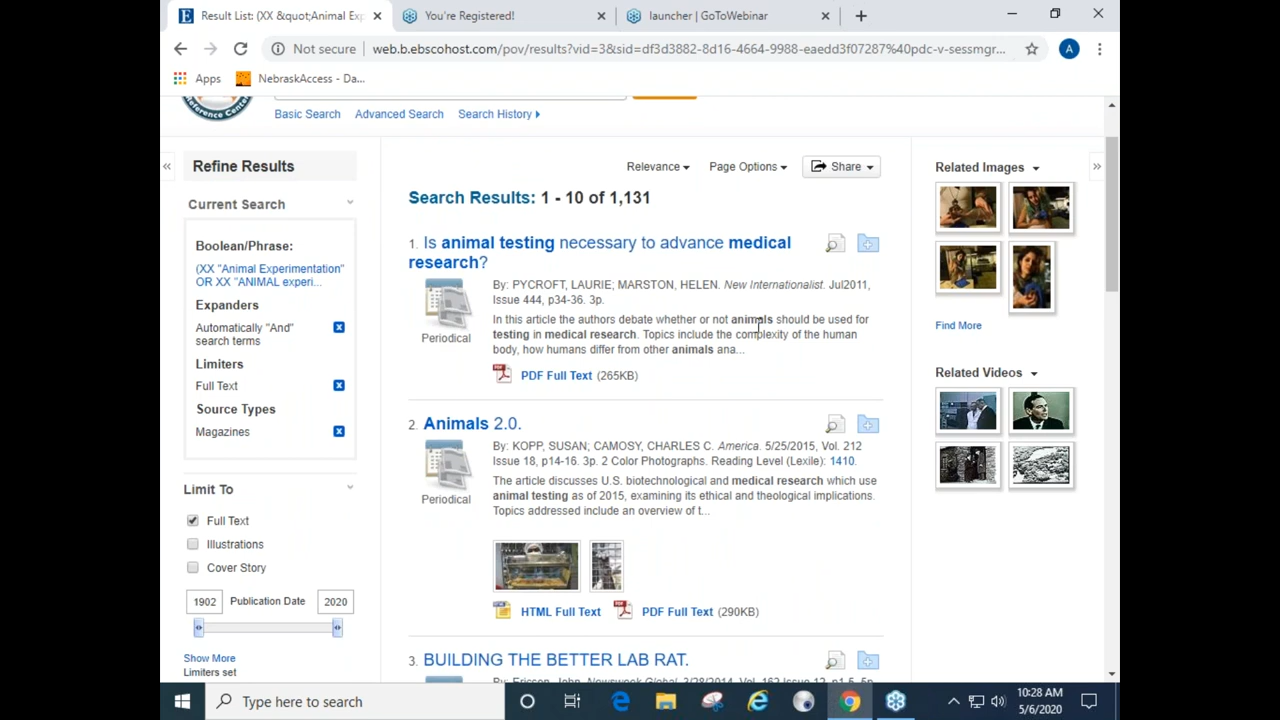 Result List: (XX &quot;Animal Exp
You're Registered!
launcher | GoToWebinar
Not secure
web.b.ebscohost.com/pov/results?vid=3&sid=df3d3882-8d16-4664-9988-eaedd3f07287%40pdc-v-sessmgr...
A
Apps
NebraskAccess - Da...
Reference Center
Basic Search
Advanced Search
Search History
Refine Results
Current Search
Boolean/Phrase:
(XX "Animal Experimentation"
OR XX "ANIMAL experi...
Expanders
Automatically "And"
search terms
Limiters
Full Text
Source Types
Magazines
Limit To
Full Text
Illustrations
Cover Story
1902
Publication Date
2020
Show More
Limiters set
Relevance
Page Options
Share
Search Results: 1 - 10 of 1,131
1. Is animal testing necessary to advance medical
research?
Periodical
By: PYCROFT, LAURIE; MARSTON, HELEN. New Internationalist. Jul2011,
Issue 444, p34-36. 3p.
In this article the authors debate whether or not animals should be used for
testing in medical research. Topics include the complexity of the human
body, how humans differ from other animals ana...
PDF Full Text (265KB)
2. Animals 2.0.
Periodical
By: KOPP, SUSAN; CAMOSY, CHARLES C. America. 5/25/2015, Vol. 212
Issue 18, p14-16. 3p. 2 Color Photographs. Reading Level (Lexile): 1410.
The article discusses U.S. biotechnological and medical research which use
animal testing as of 2015, examining its ethical and theological implications.
Topics addressed include an overview of t...
HTML Full Text
PDF Full Text (290KB)
3. BUILDING THE BETTER LAB RAT.
Related Images
Find More
Related Videos
Type here to search
10:28 AM
5/6/2020